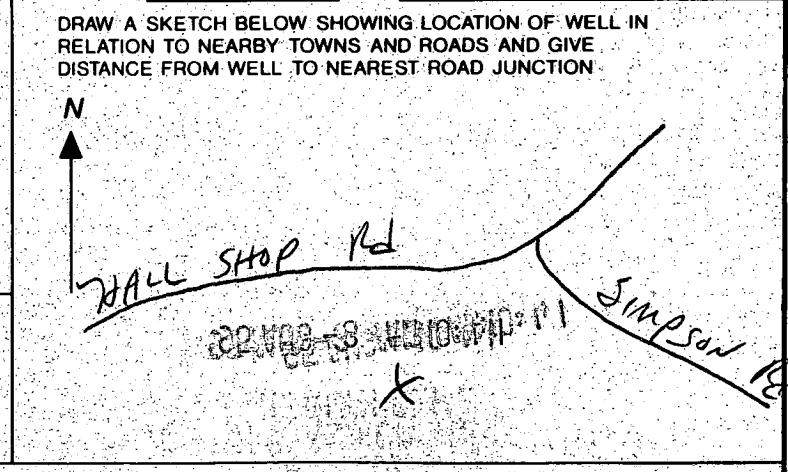 DRAW A SKETCH BELOW SHOWING LOCATION OF WELL IN
RELATION TO NEARBY TOWNS AND ROADS AND GIVE
DISTANCE FROM WELL TO NEAREST ROAD JUNCTION
N
HALL SHOP Rd
SIMPSON Rd
X